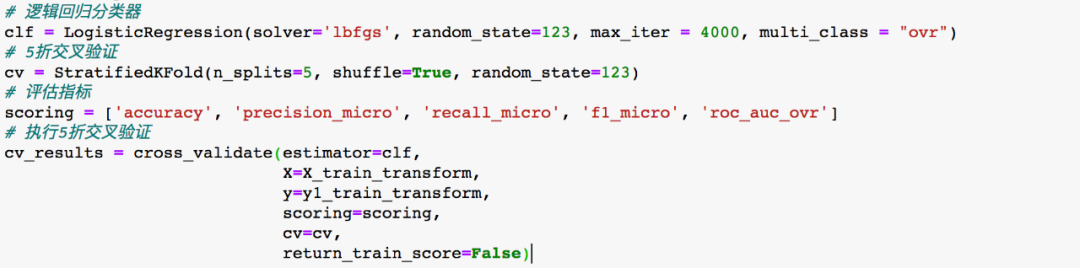 # 逻辑回归分类器
clf = LogisticRegression(solver='lbfgs', random_state=123, max_iter = 4000, multi_class = "ovr")
# 5折交叉验证
cv = StratifiedKFold(n_splits=5, shuffle=True, random_state=123)
# 评估指标
scoring = ['accuracy', 'precision_micro', 'recall_micro', 'f1_micro', 'roc_auc_ovr']
# 执行5折交叉验证
cv_results = cross_validate(estimator=clf,
                            X=X_train_transform,
                            y=y1_train_transform,
                            scoring=scoring,
                            cv=cv,
                            return_train_score=False)